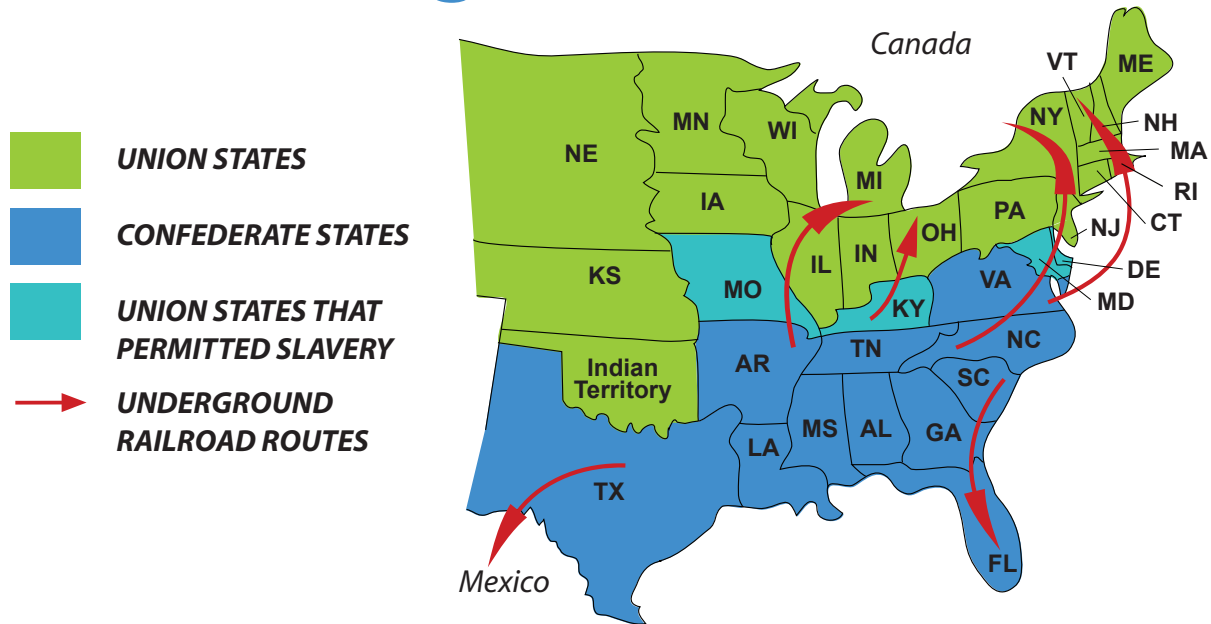 UNION STATES
CONFEDERATE STATES
UNION STATES THAT
PERMITTED SLAVERY
UNDERGROUND
RAILROAD ROUTES
Canada
VT
ME
NY
NH
MA
RI
CT
NJ
DE
MD
MN
WI
MI
NE
IA
PA
OH
IL
IN
KS
MO
KY
VA
NC
TN
AR
SC
Indian
Territory
MS
AL
GA
LA
TX
FL
Mexico